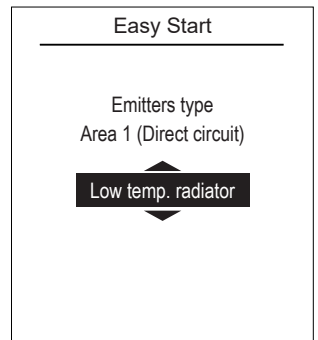 Easy Start
Emitters type
Area 1 (Direct circuit)
Low temp. radiator